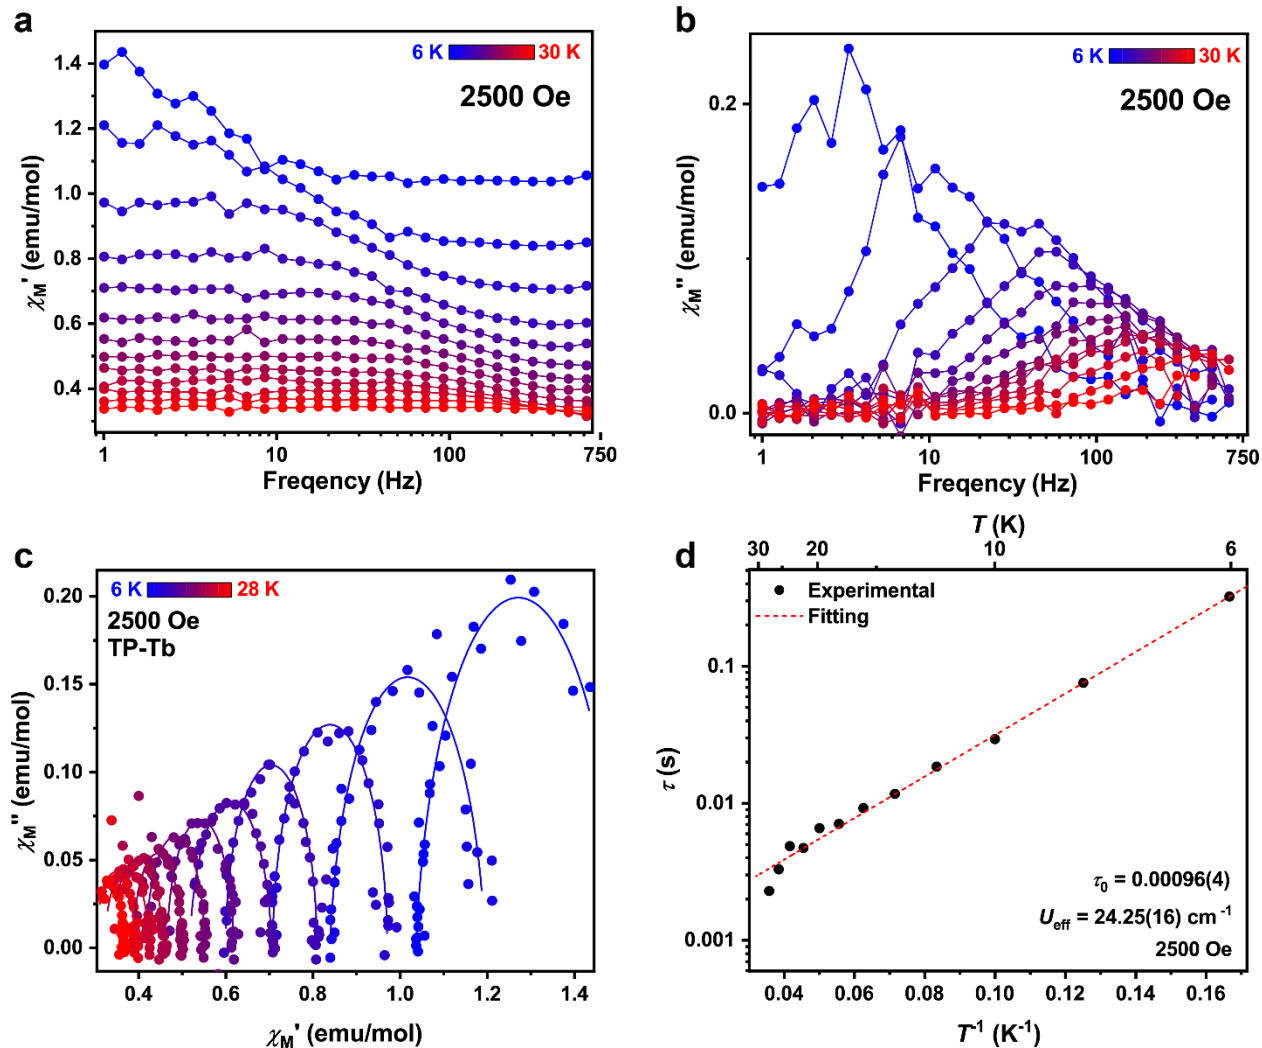 a
6 K 30 K
2500 Oe
1.4
1.2
1.0
0.8
0.6
0.4
χM' (emu/mol)
1 10 100 750
Freqency (Hz)
b
6 K 30 K
2500 Oe
0.2
0.0
χM'' (emu/mol)
1 10 100 750
Freqency (Hz)
c
6 K 28 K
2500 Oe
TP-Tb
0.20
0.15
0.10
0.05
0.00
χM'' (emu/mol)
0.4 0.6 0.8 1.0 1.2 1.4
χM' (emu/mol)
d
T (K)
30 20 10 6
Experimental
Fitting
0.1
0.01
0.001
τ (s)
τ0 = 0.00096(4)
Ueff = 24.25(16) cm-1
2500 Oe
0.04 0.06 0.08 0.10 0.12 0.14 0.16
T-1 (K-1)